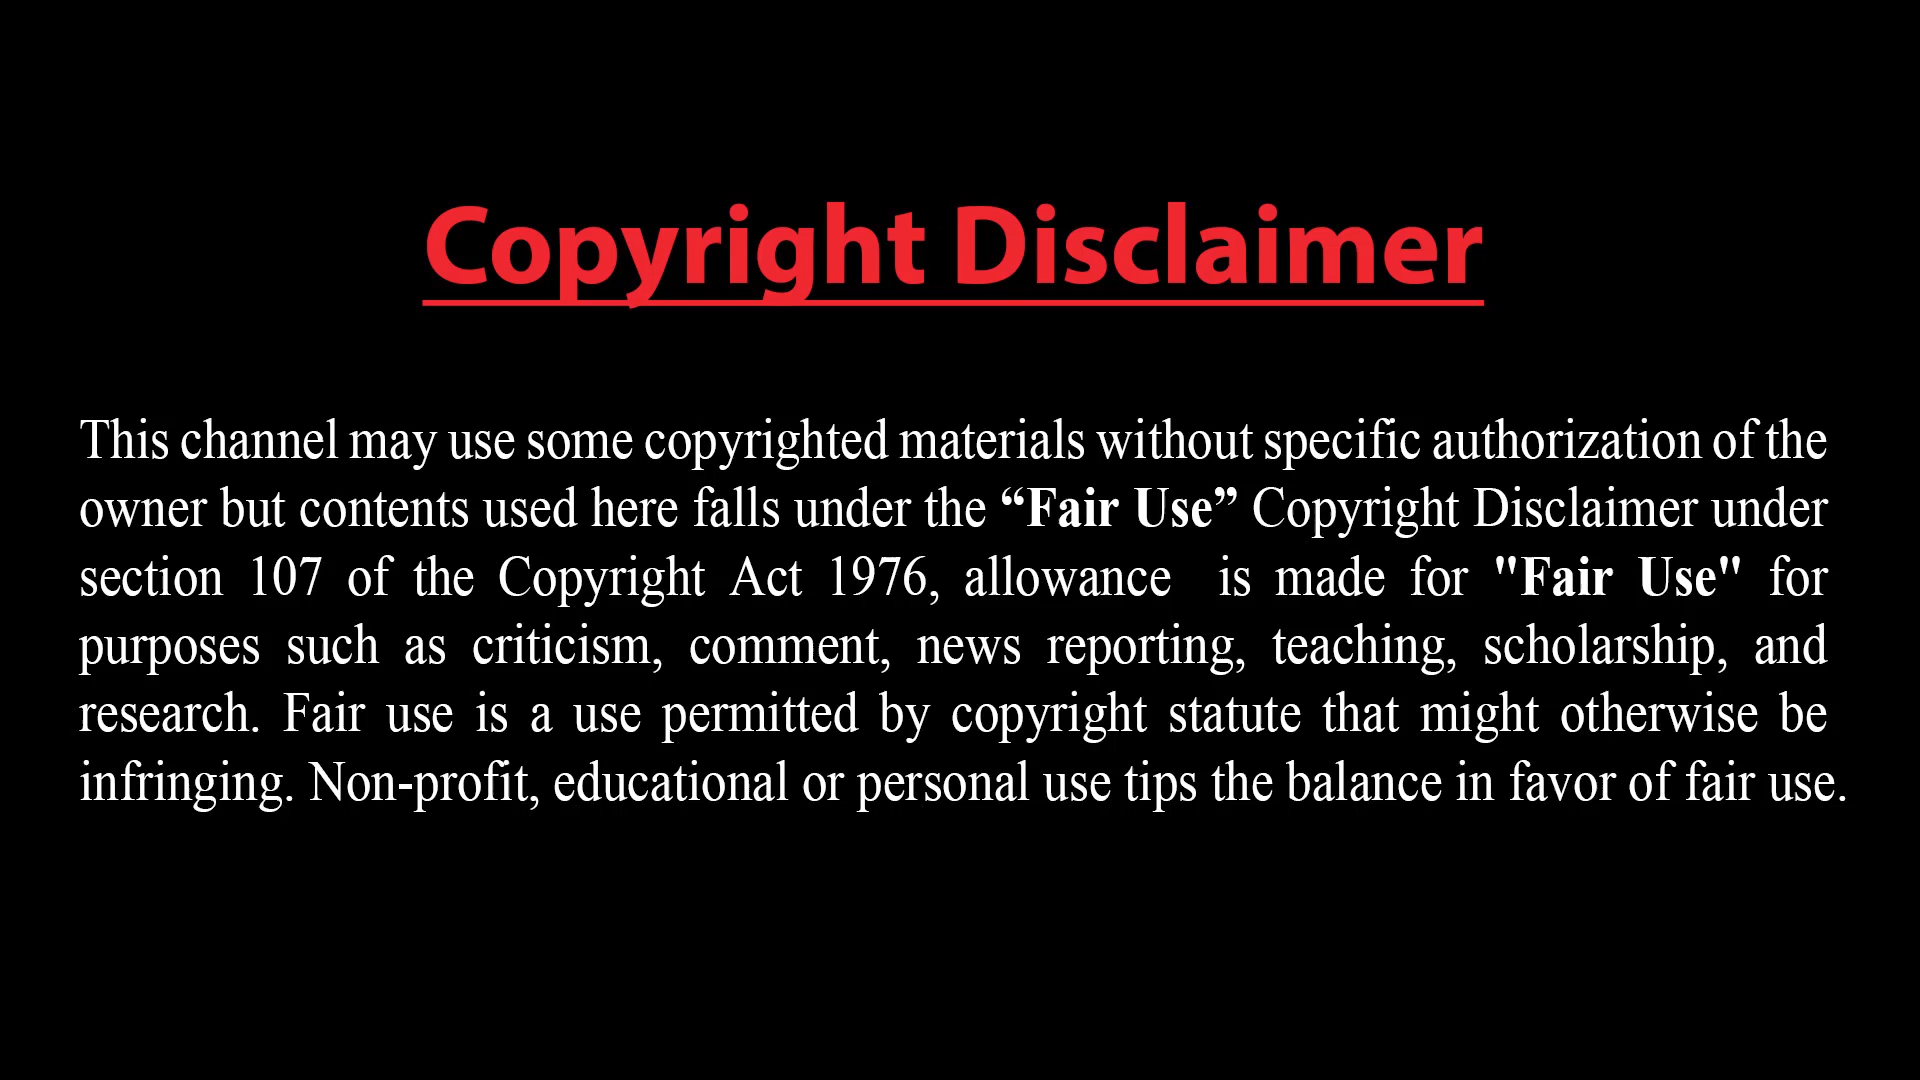 Copyright Disclaimer
This channel may use some copyrighted materials without specific authorization of the
owner but contents used here falls under the “Fair Use” Copyright Disclaimer under
section 107 of the Copyright Act 1976, allowance is made for "Fair Use" for
purposes such as criticism, comment, news reporting, teaching, scholarship, and
research. Fair use is a use permitted by copyright statute that might otherwise be
infringing. Non-profit, educational or personal use tips the balance in favor of fair use.